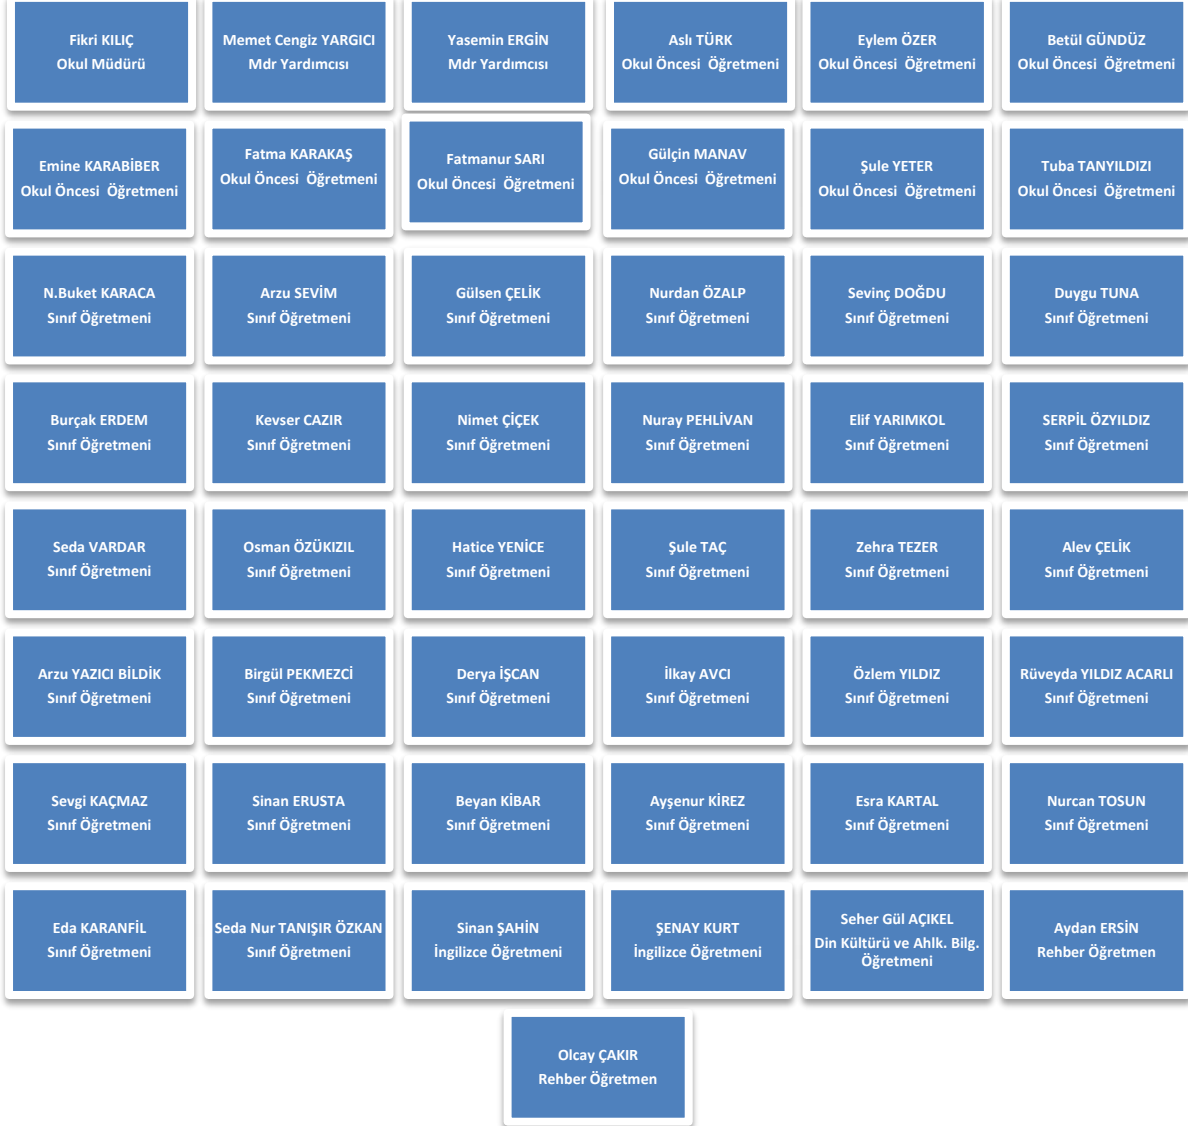 Fikri KILIÇ
Okul Müdürü
Memet Cengiz YARGICI
Mdr Yardımcısı
Yasemin ERGİN
Mdr Yardımcısı
Aslı TÜRK
Okul Öncesi Öğretmeni
Eylem ÖZER
Okul Öncesi Öğretmeni
Betül GÜNDÜZ
Okul Öncesi Öğretmeni
Emine KARABİBER
Okul Öncesi Öğretmeni
Fatma KARAKAŞ
Okul Öncesi Öğretmeni
Fatmanur SARI
Okul Öncesi Öğretmeni
Gülçin MANAV
Okul Öncesi Öğretmeni
Şule YETER
Okul Öncesi Öğretmeni
Tuba TANYILDIZI
Okul Öncesi Öğretmeni
N.Buket KARACA
Sınıf Öğretmeni
Arzu SEVİM
Sınıf Öğretmeni
Gülsen ÇELİK
Sınıf Öğretmeni
Nurdan ÖZALP
Sınıf Öğretmeni
Sevinç DOĞDU
Sınıf Öğretmeni
Duygu TUNA
Sınıf Öğretmeni
Burçak ERDEM
Sınıf Öğretmeni
Kevser CAZIR
Sınıf Öğretmeni
Nimet ÇİÇEK
Sınıf Öğretmeni
Nuray PEHLİVAN
Sınıf Öğretmeni
Elif YARIMKOL
Sınıf Öğretmeni
SERPİL ÖZYILDIZ
Sınıf Öğretmeni
Seda VARDAR
Sınıf Öğretmeni
Osman ÖZÜKIZIL
Sınıf Öğretmeni
Hatice YENİCE
Sınıf Öğretmeni
Şule TAÇ
Sınıf Öğretmeni
Zehra TEZER
Sınıf Öğretmeni
Alev ÇELİK
Sınıf Öğretmeni
Arzu YAZICI BİLDİK
Sınıf Öğretmeni
Birgül PEKMEZCİ
Sınıf Öğretmeni
Derya İŞCAN
Sınıf Öğretmeni
İlkay AVCI
Sınıf Öğretmeni
Özlem YILDIZ
Sınıf Öğretmeni
Rüveyda YILDIZ ACARLI
Sınıf Öğretmeni
Sevgi KAÇMAZ
Sınıf Öğretmeni
Sinan ERUSTA
Sınıf Öğretmeni
Beyan KİBAR
Sınıf Öğretmeni
Ayşenur KİREZ
Sınıf Öğretmeni
Esra KARTAL
Sınıf Öğretmeni
Nurcan TOSUN
Sınıf Öğretmeni
Eda KARANFİL
Sınıf Öğretmeni
Seda Nur TANIŞIR ÖZKAN
Sınıf Öğretmeni
Sinan ŞAHİN
İngilizce Öğretmeni
ŞENAY KURT
İngilizce Öğretmeni
Seher Gül AÇIKEL
Din Kültürü ve Ahlk. Bilg.
Öğretmeni
Aydan ERSİN
Rehber Öğretmen
Olcay ÇAKIR
Rehber Öğretmen